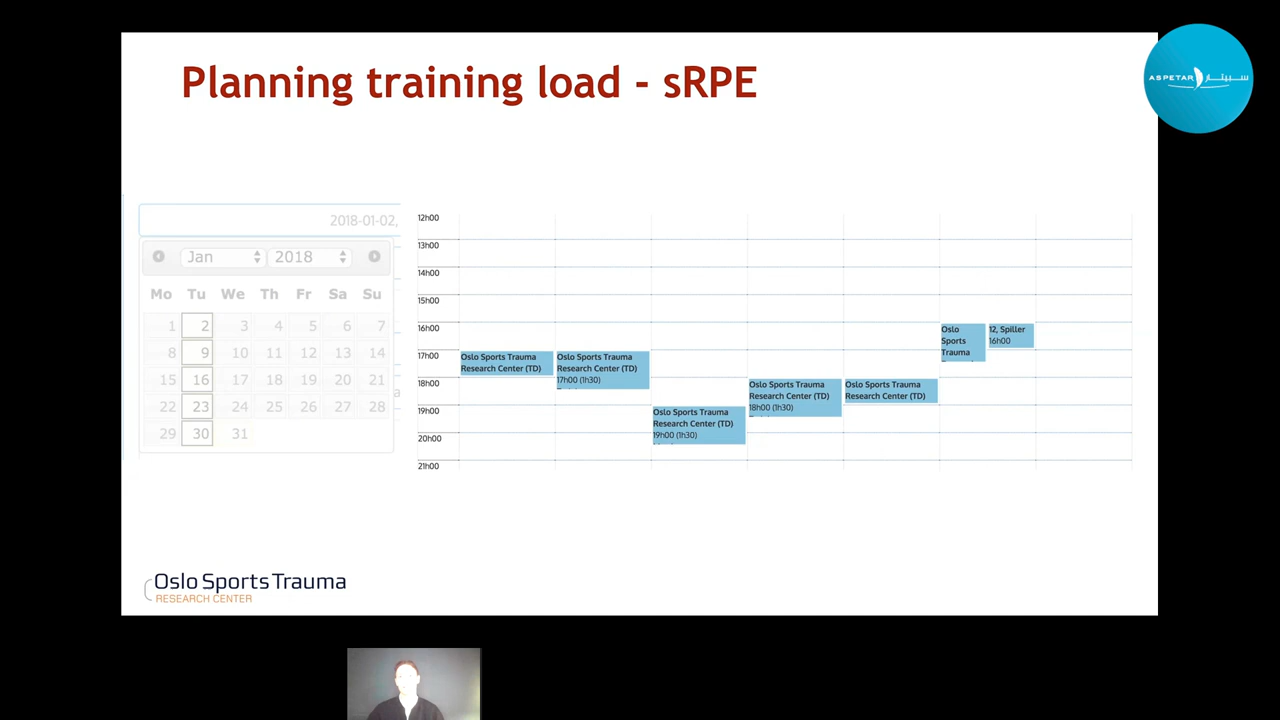 Planning training load - sRPE
ASPETAR سبيتار
2018-01-02,
Jan 2018
Mo Tu We Th Fr Sa Su
1 2 3 4 5 6 7
8 9 10 11 12 13 14
15 16 17 18 19 20 21
22 23 24 25 26 27 28
29 30 31
12h00
13h00
14h00
15h00
16h00
17h00
18h00
19h00
20h00
21h00
Oslo Sports Trauma
Research Center (TD)
Oslo Sports Trauma
Research Center (TD)
17h00 (1h30)
Oslo Sports Trauma
Research Center (TD)
19h00 (1h30)
Oslo Sports Trauma
Research Center (TD)
18h00 (1h30)
Oslo Sports Trauma
Research Center (TD)
Oslo
Sports
Trauma
12, Spiller
16h00
Oslo Sports Trauma
RESEARCH CENTER